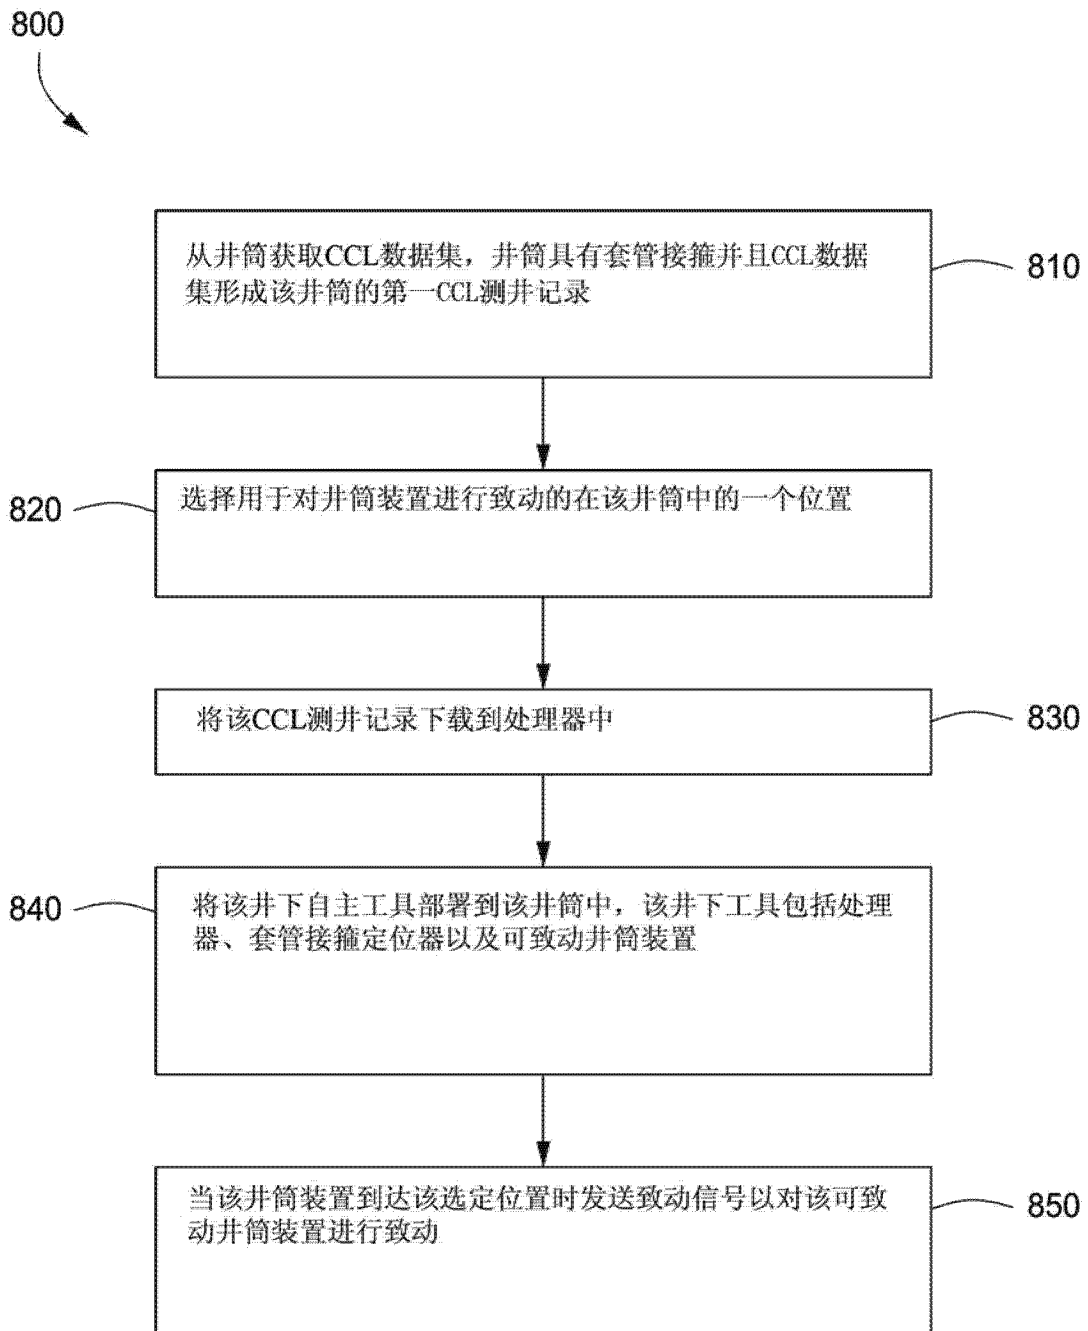 800
从井筒获取CCL数据集，井筒具有套管接箍并且CCL数据
集形成该井筒的第一CCL测井记录
810
选择用于对井筒装置进行致动的在该井筒中的一个位置
820
将该CCL测井记录下载到处理器中
830
将该井下自主工具部署到该井筒中，该井下工具包括处理
器、套管接箍定位器以及可致动井筒装置
840
当该井筒装置到达该选定位置时发送致动信号以对该可致
动井筒装置进行致动
850